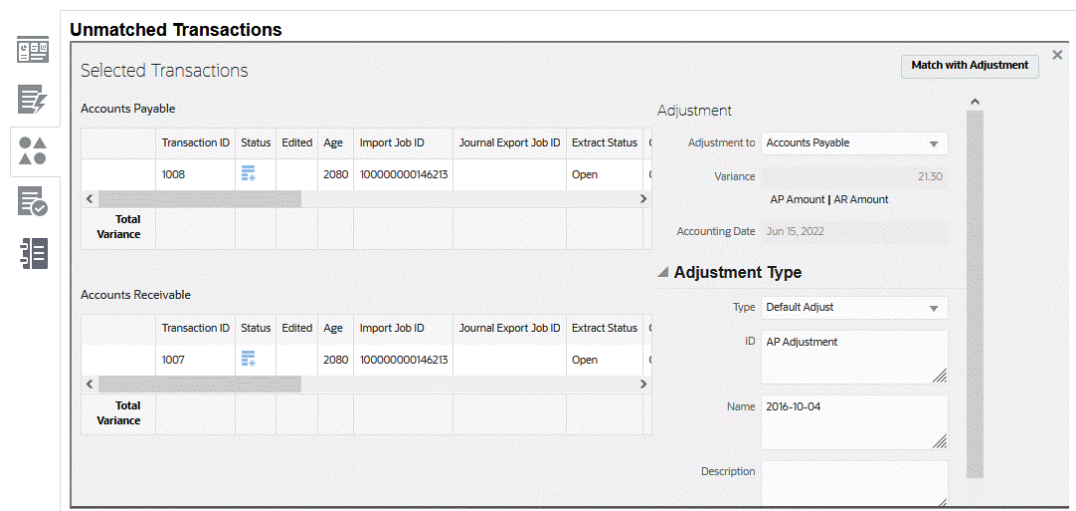 Unmatched Transactions
Selected Transactions
Match with Adjustment
Accounts Payable
Transaction ID Status Edited Age Import Job ID Journal Export Job ID Extract Status
1008 2080 100000000146213 Open
Total
Variance
Accounts Receivable
Transaction ID Status Edited Age Import Job ID Journal Export Job ID Extract Status
1007 2080 100000000146213 Open
Total
Variance
Adjustment
Adjustment to Accounts Payable
Variance 21.30
AP Amount | AR Amount
Accounting Date Jun 15, 2022
Adjustment Type
Type Default Adjust
ID AP Adjustment
Name 2016-10-04
Description